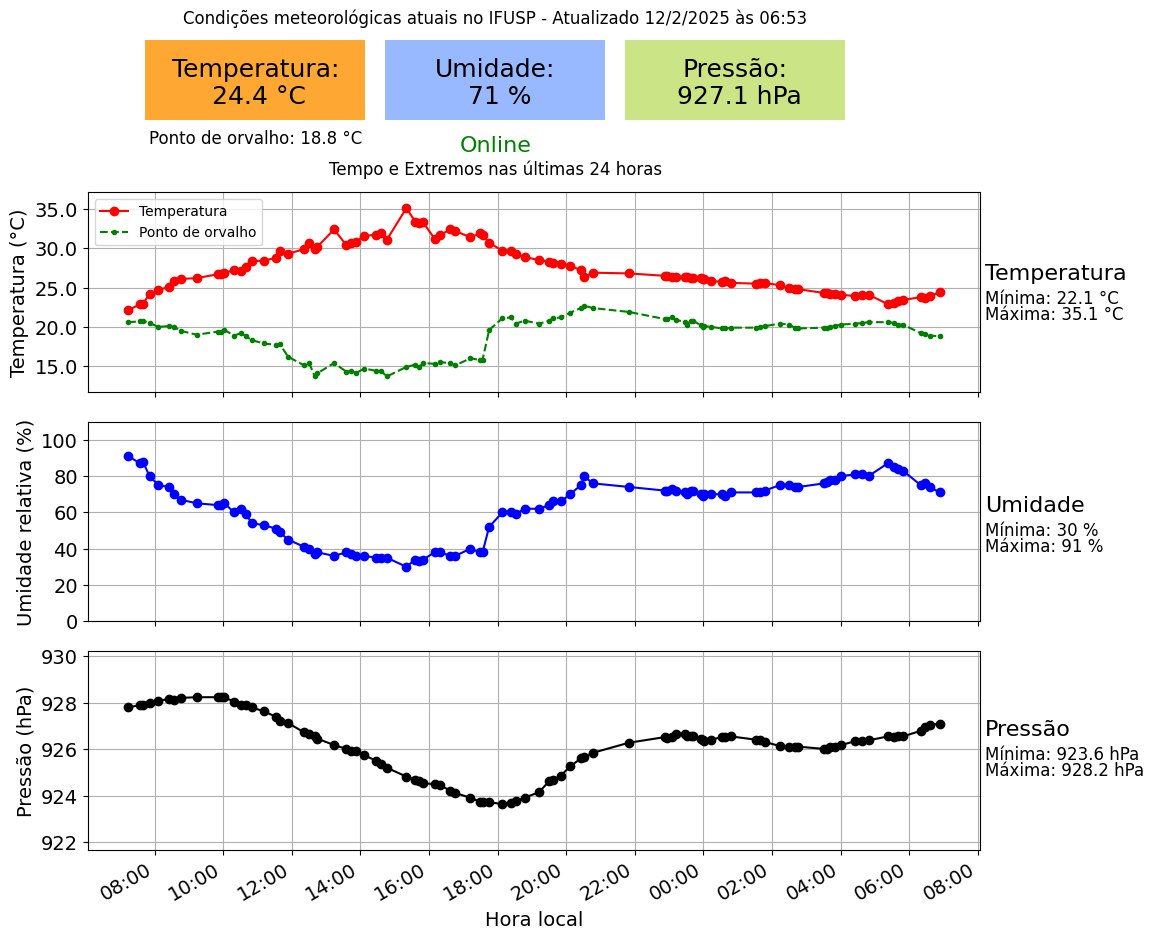 Condições meteorológicas atuais no IFUSP - Atualizado 12/2/2025 às 06:53
Temperatura:
24.4 °C
Umidade:
71 %
Pressão:
927.1 hPa
Ponto de orvalho: 18.8 °C
Online
Tempo e Extremos nas últimas 24 horas
Temperatura (°C)
35.0
30.0
25.0
20.0
15.0
Temperatura
Ponto de orvalho
Temperatura
Mínima: 22.1 °C
Máxima: 35.1 °C
Umidade relativa (%)
100
80
60
40
20
0
Umidade
Mínima: 30 %
Máxima: 91 %
Pressão (hPa)
930
928
926
924
922
Pressão
Mínima: 923.6 hPa
Máxima: 928.2 hPa
08:00 10:00 12:00 14:00 16:00 18:00 20:00 22:00 00:00 02:00 04:00 06:00 08:00
Hora local